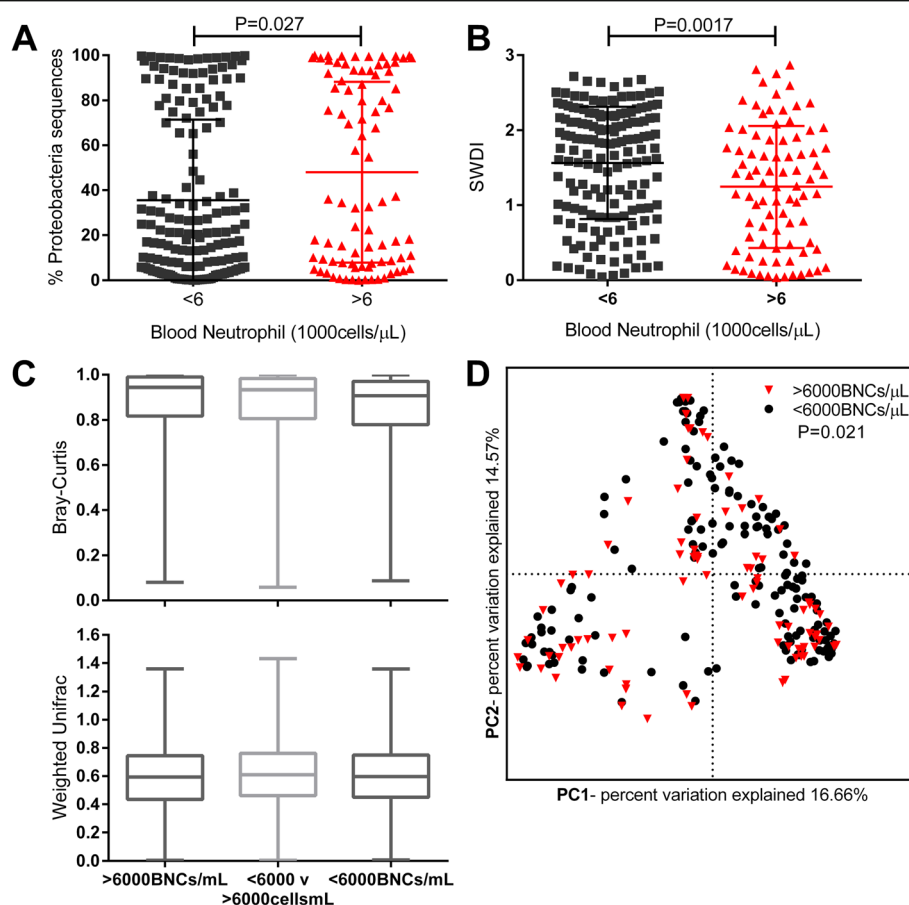 A
P=0.027
% Proteobacteria sequences
100
80
60
40
20
0
<6
>6
Blood Neutrophil (1000cells/μL)
B
P=0.0017
SWDI
3
2
1
0
<6
>6
Blood Neutrophil (1000cells/μL)
C
Bray-Curtis
1.0
0.8
0.6
0.4
0.2
0.0
Weighted Unifrac
1.6
1.4
1.2
1.0
0.8
0.6
0.4
0.2
0.0
>6000BNCs/mL
<6000 v
>6000cellsmL
<6000BNCs/mL
D
>6000BNCs/μL
<6000BNCs/μL
P=0.021
PC2- percent variation explained 14.57%
PC1- percent variation explained 16.66%